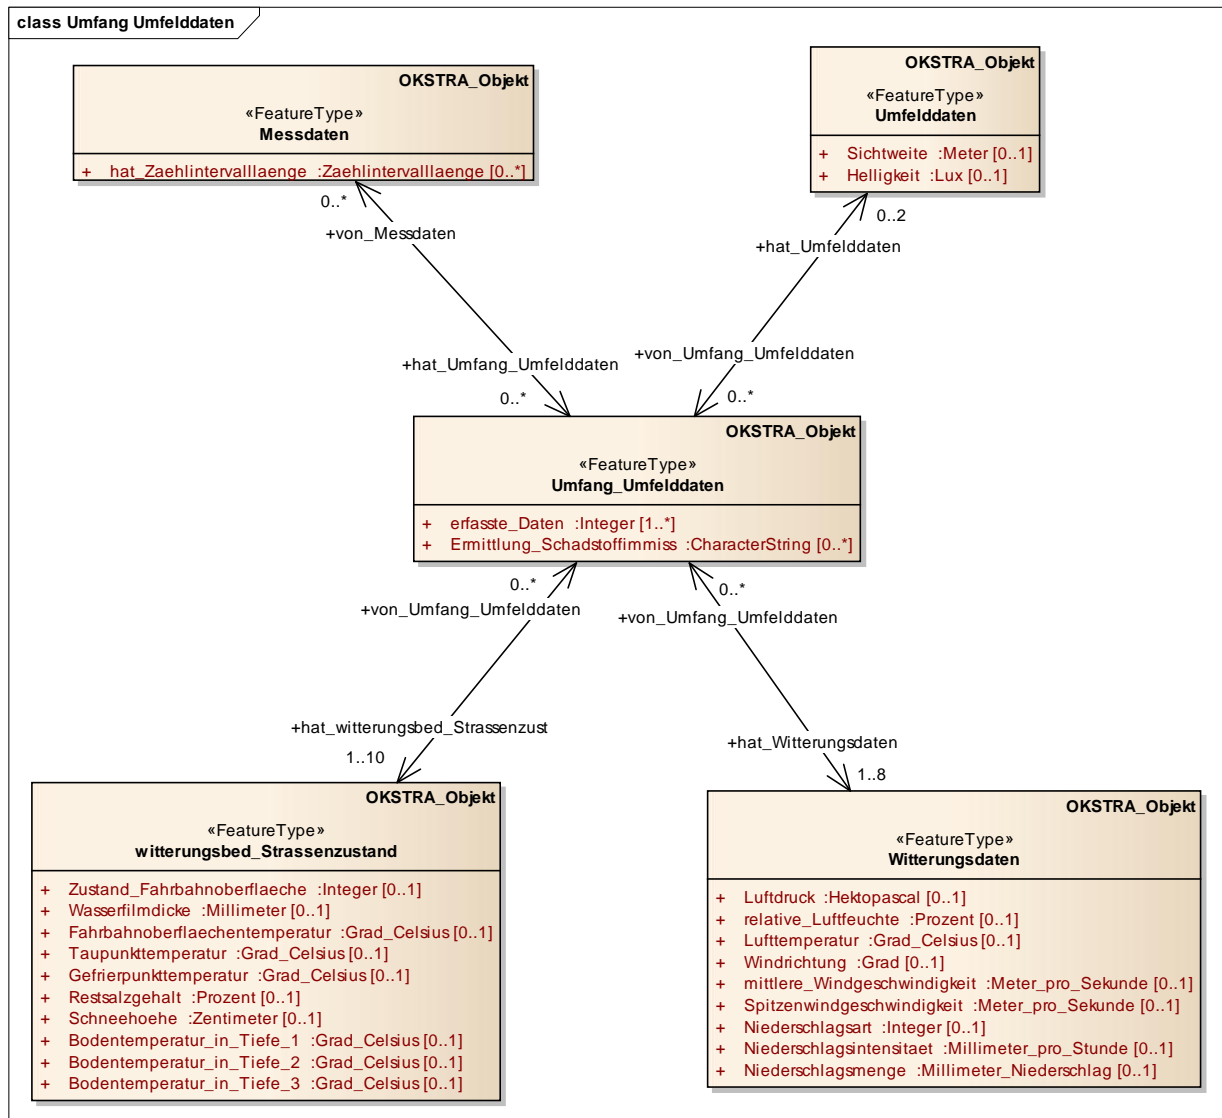 class Umfang Umfelddaten
OKSTRA_Objekt
«FeatureType»
Messdaten
+ hat_Zaehlintervalllaenge :Zaehlintervalllaenge [0..*]
OKSTRA_Objekt
«FeatureType»
Umfelddaten
+ Sichtweite :Meter [0..1]
+ Helligkeit :Lux [0..1]
0..*
+von_Messdaten
0..2
+hat_Umfelddaten
+hat_Umfang_Umfelddaten
0..*
+von_Umfang_Umfelddaten
0..*
OKSTRA_Objekt
«FeatureType»
Umfang_Umfelddaten
+ erfasste_Daten :Integer [1..*]
+ Ermittlung_Schadstoffimmiss :CharacterString [0..*]
0..*
+von_Umfang_Umfelddaten
0..*
+von_Umfang_Umfelddaten
+hat_witterungsbed_Strassenzust
1..10
+hat_Witterungsdaten
1..8
OKSTRA_Objekt
«FeatureType»
witterungsbed_Strassenzustand
+ Zustand_Fahrbahnoberflaeche :Integer [0..1]
+ Wasserfilmdicke :Millimeter [0..1]
+ Fahrbahnoberflaechentemperatur :Grad_Celsius [0..1]
+ Taupunkttemperatur :Grad_Celsius [0..1]
+ Gefrierpunkttemperatur :Grad_Celsius [0..1]
+ Restsalzgehalt :Prozent [0..1]
+ Schneehoehe :Zentimeter [0..1]
+ Bodentemperatur_in_Tiefe_1 :Grad_Celsius [0..1]
+ Bodentemperatur_in_Tiefe_2 :Grad_Celsius [0..1]
+ Bodentemperatur_in_Tiefe_3 :Grad_Celsius [0..1]
OKSTRA_Objekt
«FeatureType»
Witterungsdaten
+ Luftdruck :Hektopascal [0..1]
+ relative_Luftfeuchte :Prozent [0..1]
+ Lufttemperatur :Grad_Celsius [0..1]
+ Windrichtung :Grad [0..1]
+ mittlere_Windgeschwindigkeit :Meter_pro_Sekunde [0..1]
+ Spitzenwindgeschwindigkeit :Meter_pro_Sekunde [0..1]
+ Niederschlagsart :Integer [0..1]
+ Niederschlagsintensitaet :Millimeter_pro_Stunde [0..1]
+ Niederschlagsmenge :Millimeter_Niederschlag [0..1]